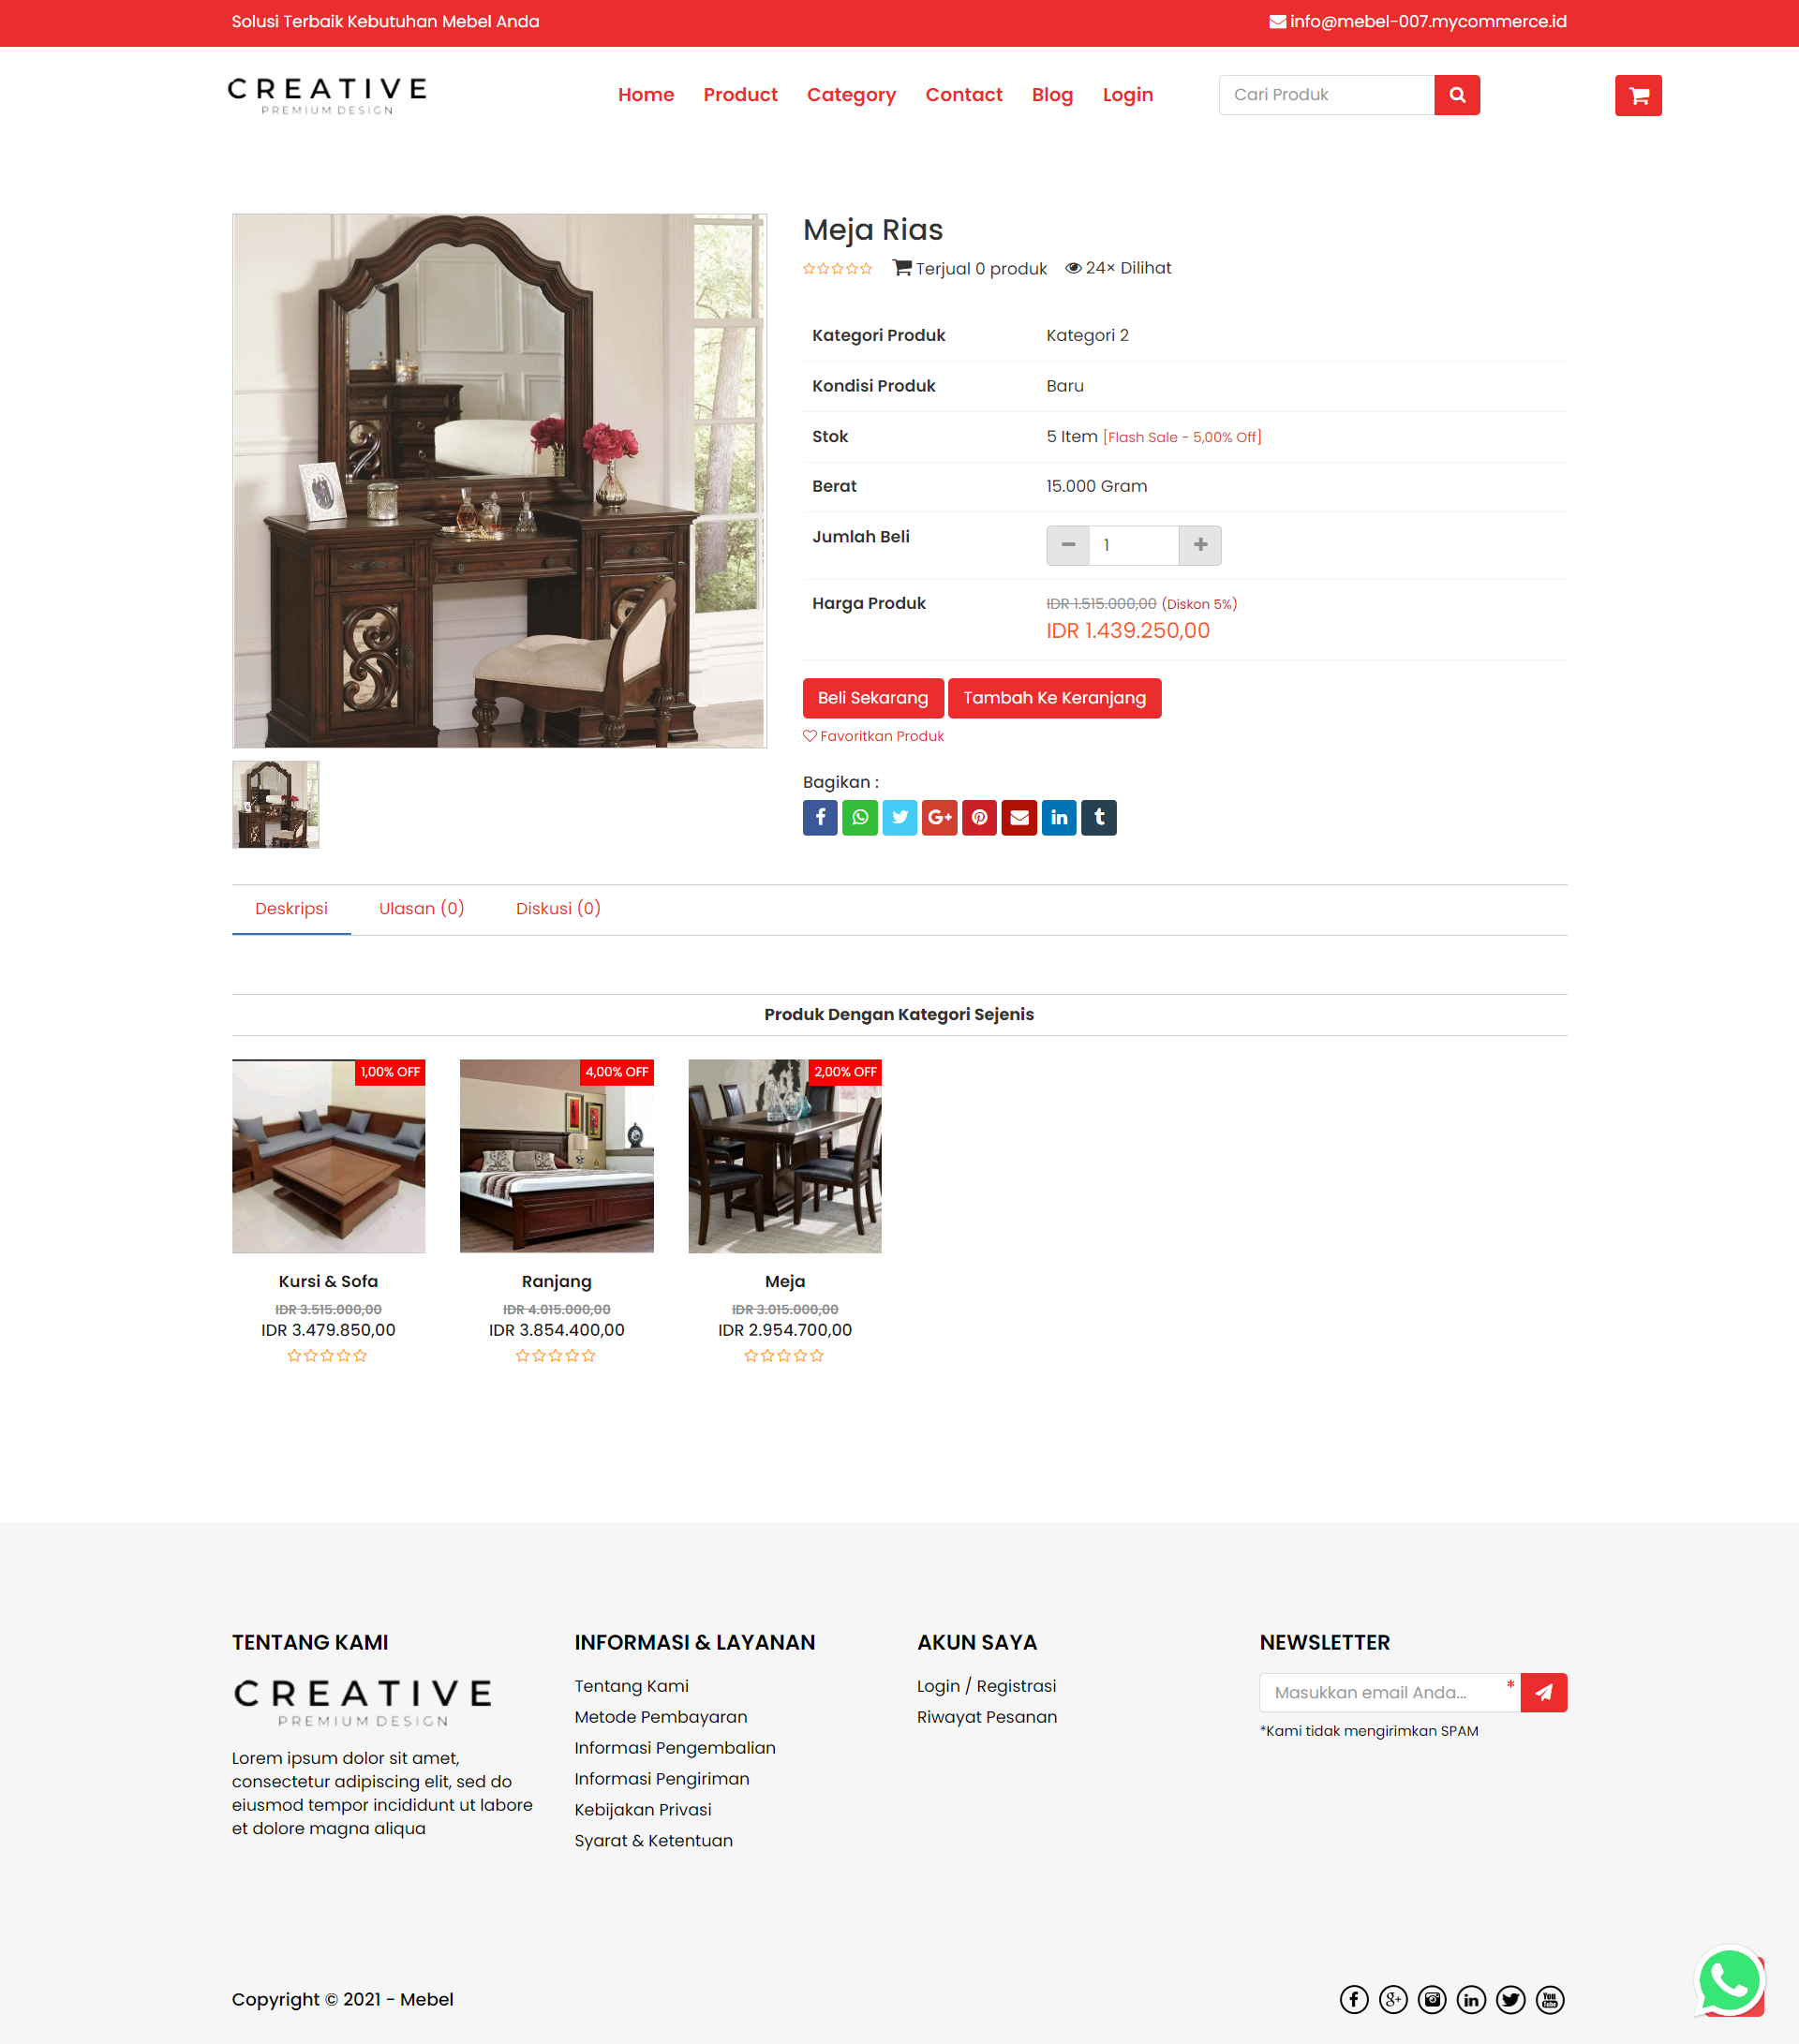 Solusi Terbaik Kebutuhan Mebel Anda
info@mebel-007.mycommerce.id
CREATIVE
PREMIUM DESIGN
Home Product Category Contact Blog Login
Cari Produk
Meja Rias
Terjual 0 produk 24× Dilihat
Kategori Produk Kategori 2
Kondisi Produk Baru
Stok 5 Item [Flash Sale - 5,00% Off]
Berat 15.000 Gram
Jumlah Beli 1
Harga Produk IDR 1.515.000,00 (Diskon 5%)
IDR 1.439.250,00
Beli Sekarang Tambah Ke Keranjang
Favoritkan Produk
Bagikan :
Deskripsi Ulasan (0) Diskusi (0)
Produk Dengan Kategori Sejenis
1,00% OFF
4,00% OFF
2,00% OFF
Kursi & Sofa
IDR 3.515.000,00
IDR 3.479.850,00
Ranjang
IDR 4.015.000,00
IDR 3.854.400,00
Meja
IDR 3.015.000,00
IDR 2.954.700,00
TENTANG KAMI
CREATIVE
PREMIUM DESIGN
Lorem ipsum dolor sit amet,
consectetur adipiscing elit, sed do
eiusmod tempor incididunt ut labore
et dolore magna aliqua
INFORMASI & LAYANAN
Tentang Kami
Metode Pembayaran
Informasi Pengembalian
Informasi Pengiriman
Kebijakan Privasi
Syarat & Ketentuan
AKUN SAYA
Login / Registrasi
Riwayat Pesanan
NEWSLETTER
Masukkan email Anda... *
*Kami tidak mengirimkan SPAM
Copyright © 2021 - Mebel